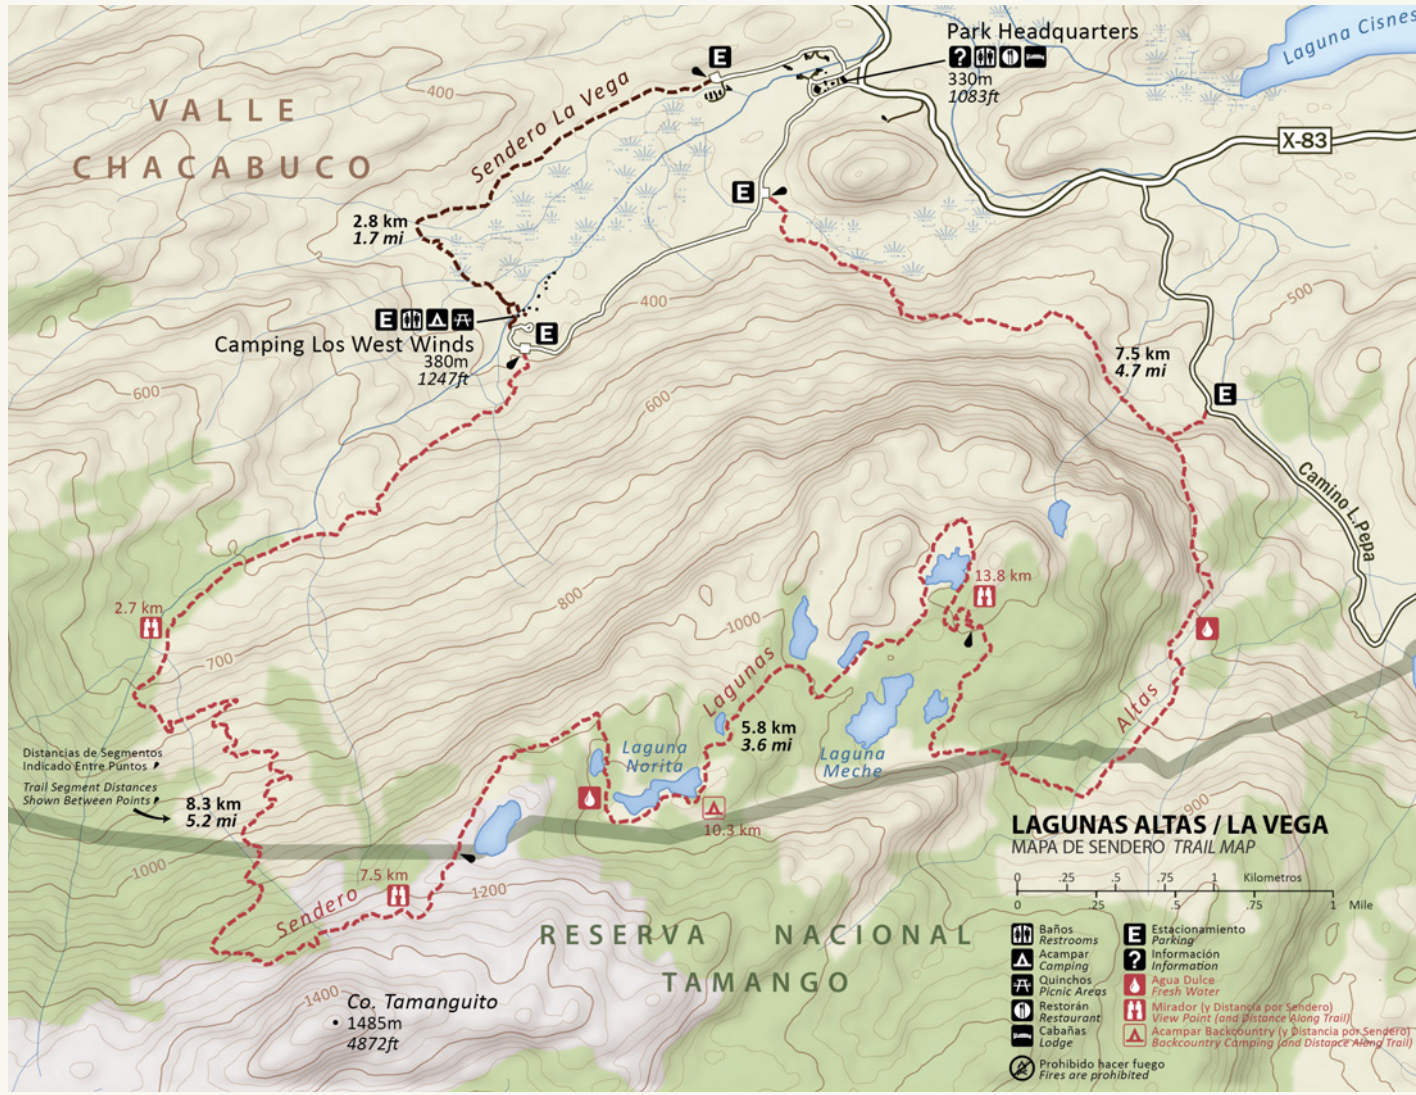 Park Headquarters
330m
1083ft
Laguna Cisnes
VALLE
CHACABUCO
400
Sendero La Vega
E
X-83
E
2.8 km
1.7 mi
E
Camping Los West Winds
380m
1247ft
E
400
500
7.5 km
4.7 mi
E
600
600
Camino L. Pepa
800
1000
13.8 km
2.7 km
700
Lagunas
Altas
5.8 km
3.6 mi
Laguna
Norita
Laguna
Meche
Distancias de Segmentos
Indicado Entre Puntos
Trail Segment Distances
Shown Between Points
8.3 km
5.2 mi
10.3 km
900
1000
7.5 km
1200
Sendero
RESERVA NACIONAL
TAMANGO
1400
Co. Tamanguito
1485m
4872ft
LAGUNAS ALTAS / LA VEGA
MAPA DE SENDERO TRAIL MAP
0 .25 .5 .75 1 Kilometros
0 .25 .5 .75 1 Mile
Baños
Restrooms
Acampar
Camping
Quinchos
Picnic Areas
Restorán
Restaurant
Cabañas
Lodge
Prohibido hacer fuego
Fires are prohibited
E Estacionamiento
Parking
? Información
Information
Agua Dulce
Fresh Water
Mirador (y Distancia por Sendero)
View Point (and Distance Along Trail)
Acampar Backcountry (y Distancia por Sendero)
Backcountry Camping (and Distance Along Trail)